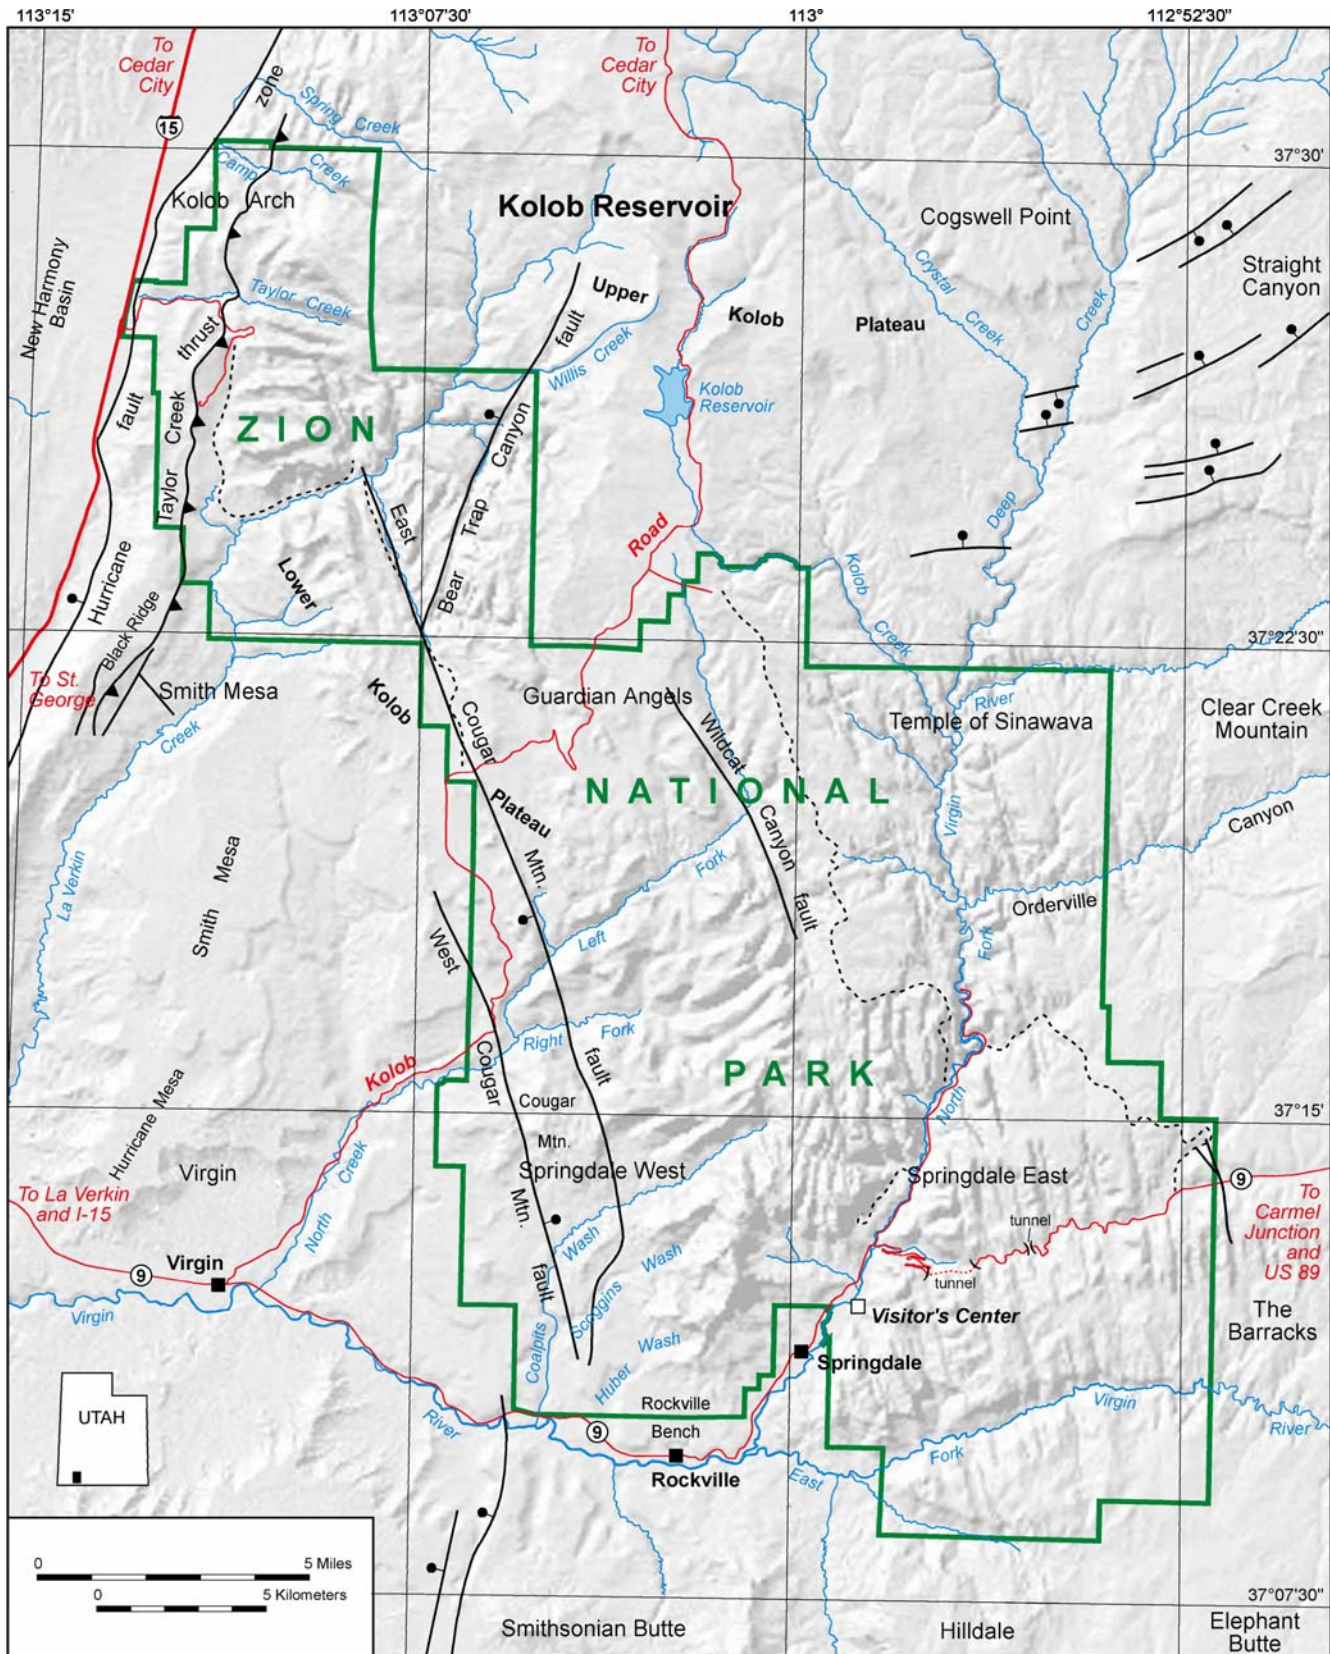 113°15'
113°07'30'
113°
112°52'30"
To
Cedar
City
To
Cedar
City
15
zone
Spring Creek
Camp Creek
37°30'
Kolob Arch
Kolob Reservoir
Cogswell Point
Straight
Canyon
New Harmony
Basin
Taylor Creek
Upper
Kolob
Plateau
Crystal
Creek
Creek
fault
Willis Creek
Kolob
Reservoir
thrust
Creek
Taylor
fault
Hurricane
ZION
Canyon
Trap
Bear
East
Lower
Road
Deep
Kolob
Creek
Black Ridge
37°22'30"
To St.
George
Smith Mesa
Kolob
Guardian Angels
River
Temple of Sinawava
Clear Creek
Mountain
Creek
Cougar
Wildcat
NATIONAL
Plateau
Canyon
Virgin
Canyon
La Verkin
Smith Mesa
Mtn.
Fork
fault
Orderville
West
Left
Fork
Right Fork
Kolob
Cougar
fault
PARK
North
Cougar
Mtn.
37°15'
Hurricane Mesa
Virgin
Springdale West
Springdale East
To La Verkin
and I-15
North
Creek
Mtn.
Wash
Wash
tunnel
9
To
Carmel
Junction
and
US 89
Virgin
9
fault
Scoggins
tunnel
Virgin
Coalpits
Wash
Huber
Visitor's Center
The
Barracks
Springdale
UTAH
Rockville
Bench
River
9
Rockville
East
Fork
Virgin
River
0
5 Miles
0
5 Kilometers
37°07'30"
Smithsonian Butte
Hilldale
Elephant
Butte